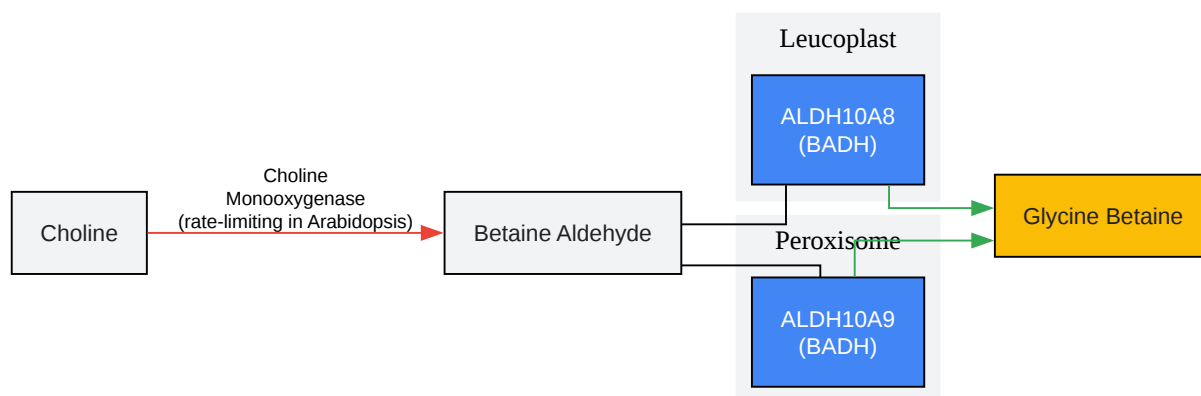 Choline
Choline
Monooxygenase
(rate-limiting in Arabidopsis)
Betaine Aldehyde
Leucoplast
ALDH10A8
(BADH)
Peroxisome
ALDH10A9
(BADH)
Glycine Betaine